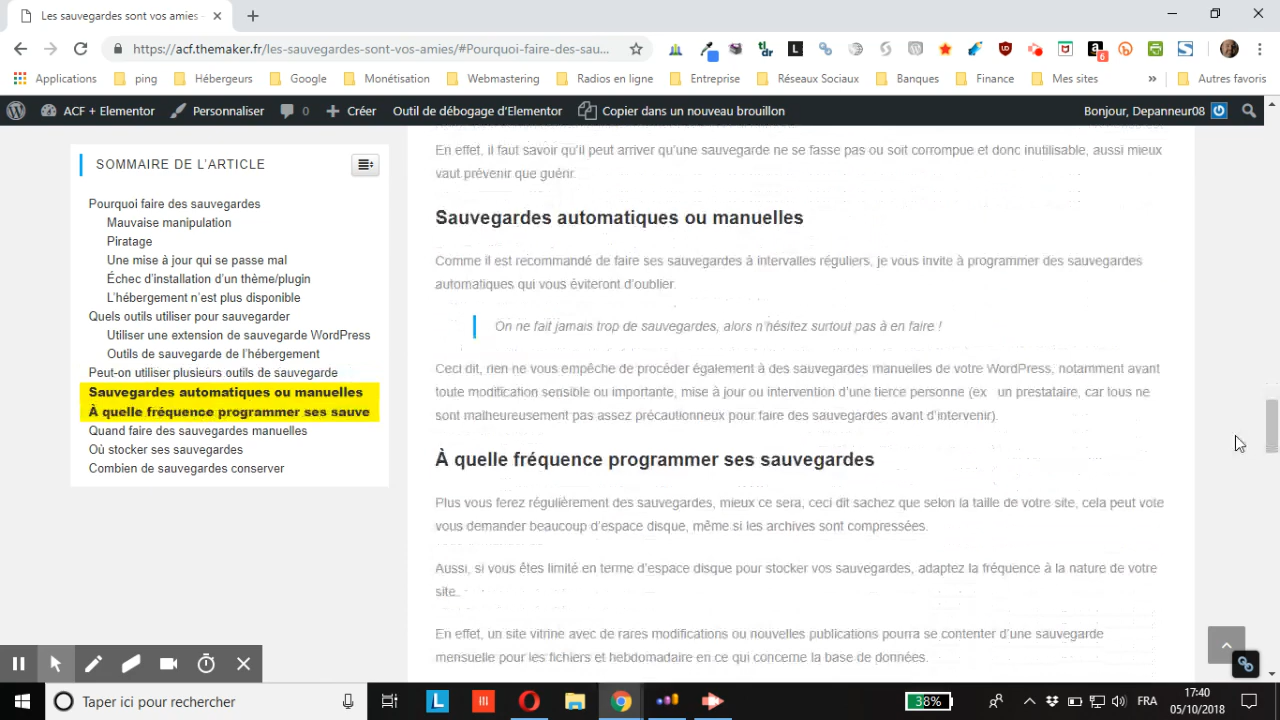 Les sauvegardes sont vos amies -
https://acf.themaker.fr/les-sauvegardes-sont-vos-amies/#Pourquoi-faire-des-sau...
6
Applications
ping
Hébergeurs
Google
Monétisation
Webmastering
Radios en ligne
Entreprise
Réseaux Sociaux
Banques
Finance
Mes sites
»
Autres favoris
ACF + Elementor
Personnaliser
0
Créer
Outil de débogage d'Elementor
Copier dans un nouveau brouillon
Bonjour, Depanneur08
SOMMAIRE DE L'ARTICLE
Pourquoi faire des sauvegardes
Mauvaise manipulation
Piratage
Une mise à jour qui se passe mal
Échec d'installation d'un thème/plugin
L'hébergement n'est plus disponible
Quels outils utiliser pour sauvegarder
Utiliser une extension de sauvegarde WordPress
Outils de sauvegarde de l'hébergement
Peut-on utiliser plusieurs outils de sauvegarde
Sauvegardes automatiques ou manuelles
À quelle fréquence programmer ses sauve
Quand faire des sauvegardes manuelles
Où stocker ses sauvegardes
Combien de sauvegardes conserver
En effet, il faut savoir qu'il peut arriver qu'une sauvegarde ne se fasse pas ou soit corrompue et donc inutilisable, aussi mieux
vaut prévenir que guérir.
Sauvegardes automatiques ou manuelles
Comme il est recommandé de faire ses sauvegardes à intervalles réguliers, je vous invite à programmer des sauvegardes
automatiques qui vous éviteront d'oublier.
On ne fait jamais trop de sauvegardes, alors n'hésitez surtout pas à en faire !
Ceci dit, rien ne vous empêche de procéder également à des sauvegardes manuelles de votre WordPress, notamment avant
toute modification sensible ou importante, mise à jour ou intervention d'une tierce personne (ex un prestataire, car tous ne
sont malheureusement pas assez précautionneux pour faire des sauvegardes avant d'intervenir).
À quelle fréquence programmer ses sauvegardes
Plus vous ferez régulièrement des sauvegardes, mieux ce sera, ceci dit sachez que selon la taille de votre site, cela peut vote
vous demander beaucoup d'espace disque, même si les archives sont compressées.
Aussi, si vous êtes limité en terme d'espace disque pour stocker vos sauvegardes, adaptez la fréquence à la nature de votre
site.
En effet, un site vitrine avec de rares modifications ou nouvelles publications pourra se contenter d'une sauvegarde
mensuelle pour les fichiers et hebdomadaire en ce qui concerne la base de données.
Taper ici pour rechercher
38%
FRA
17:40
05/10/2018